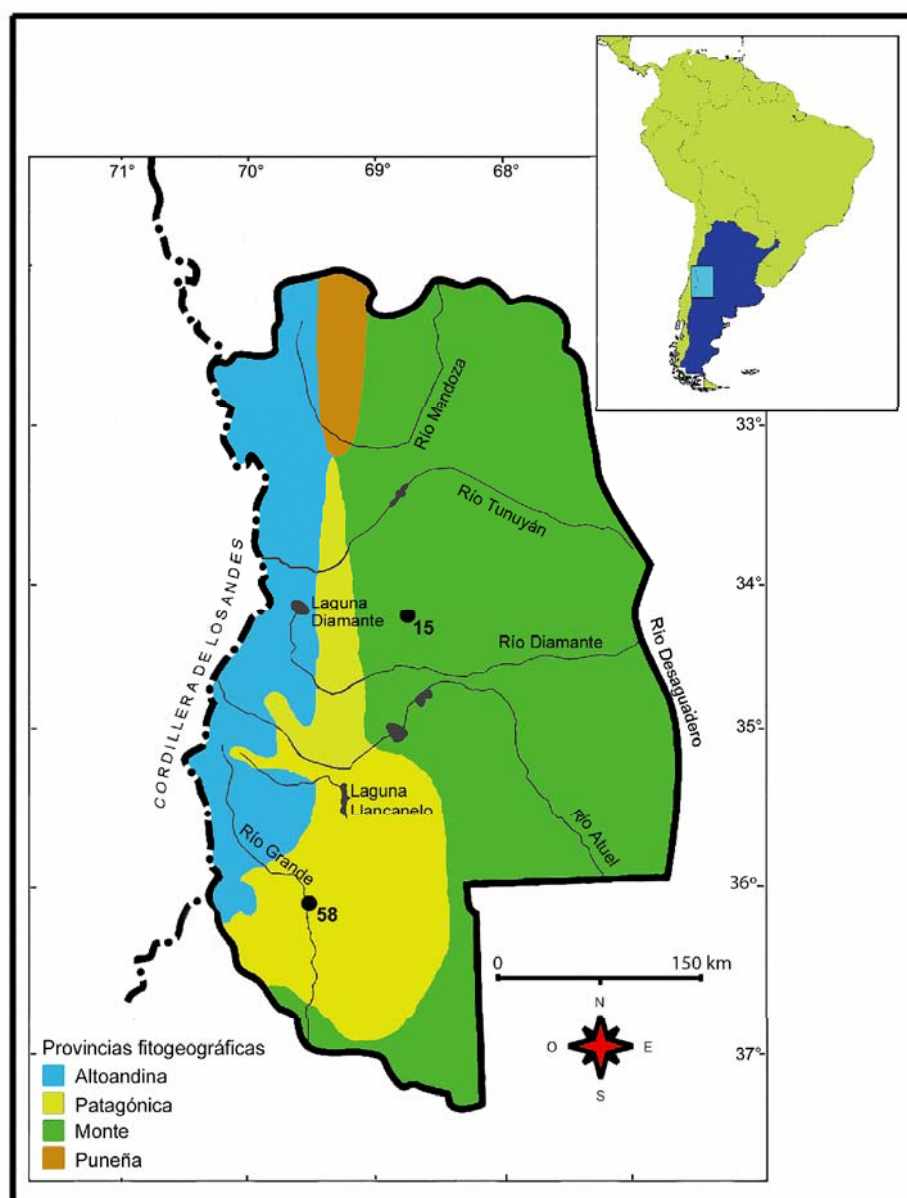 71°
70°
69°
68°
33°
34°
35°
36°
37°
Río Mendoza
Río Tunuyán
CORDILLERA DE LOS ANDES
Laguna
Diamante
15
Río Diamante
Río Desaguadero
Laguna
Llancanelo
Río Atuel
Río Grande
58
0
150 km
N
O
E
S
Provincias fitogeográficas
Altoandina
Patagónica
Monte
Puneña